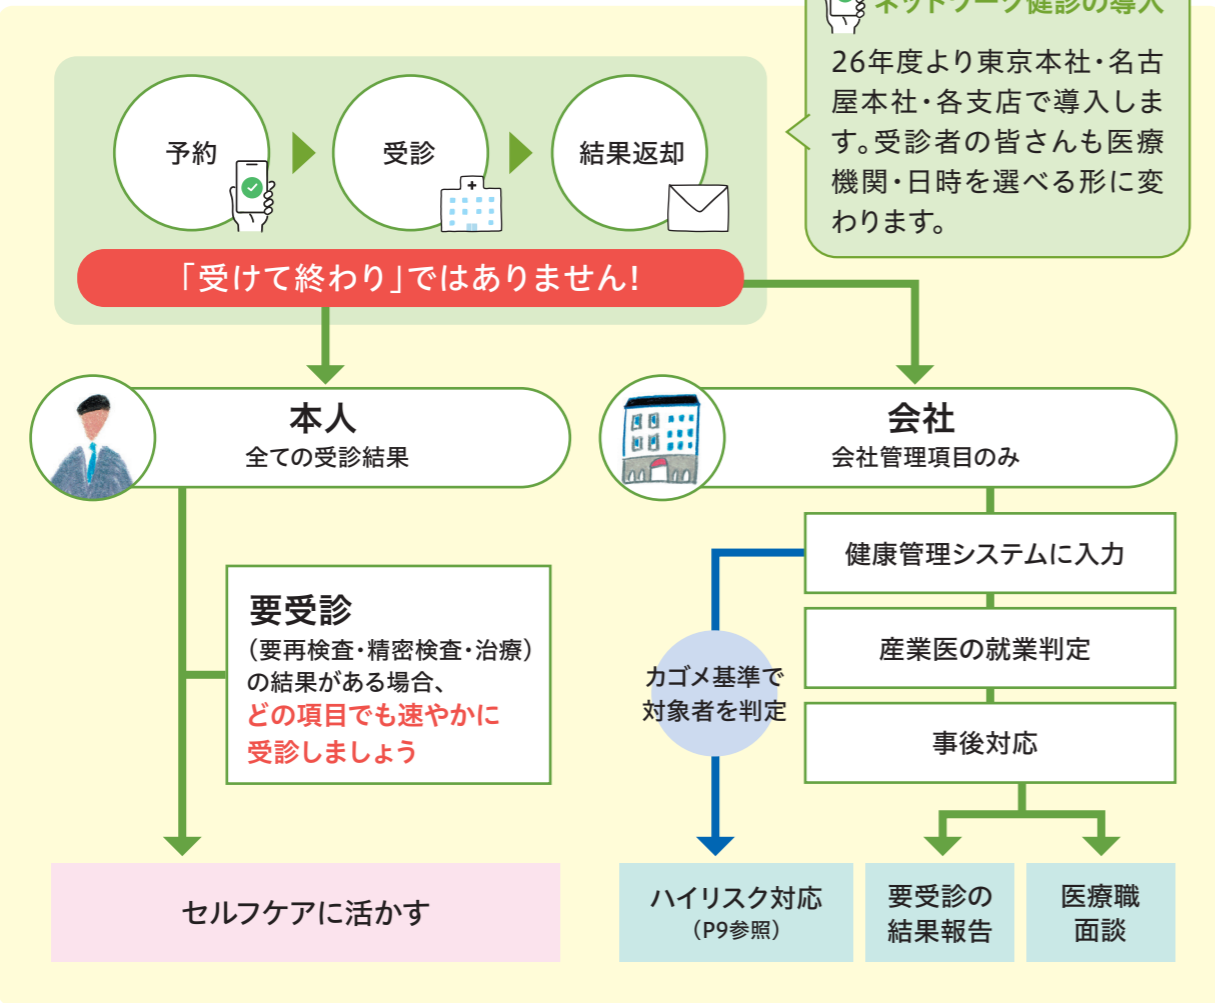 ネットワーク健診の導入
26年度より東京本社・名古
屋本社・各支店で導入しま
す。受診者の皆さんも医療
機関・日時を選べる形に変
わります。
予約
受診
結果返却
「受けて終わり」ではありません！
本人
全ての受診結果
要受診
（要再検査・精密検査・治療）
の結果がある場合、
どの項目でも速やかに
受診しましょう
セルフケアに活かす
会社
会社管理項目のみ
健康管理システムに入力
産業医の就業判定
事後対応
カゴメ基準で
対象者を判定
ハイリスク対応
（P9参照）
要受診の
結果報告
医療職
面談